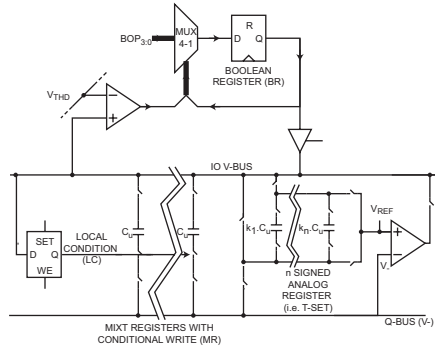 BOP3:0
MUX
4-1
R
D Q
BOOLEAN
REGISTER (BR)
VTHD
−
+
IO V-BUS
Cu
Cu
k1.Cu
kn.Cu
VREF
+
−
V-
SET
D Q
WE
LOCAL
CONDITION
(LC)
n SIGNED
ANALOG
REGISTER
(i.e. T-SET)
Q-BUS (V-)
MIXT REGISTERS WITH
CONDITIONAL WRITE (MR)